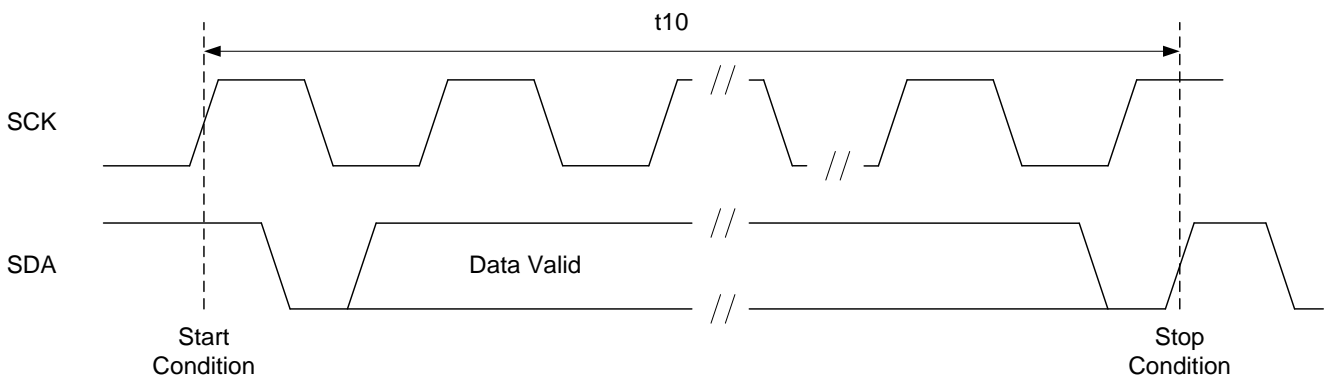 t10
SCK
SDA
Data Valid
Start
Condition
Stop
Condition